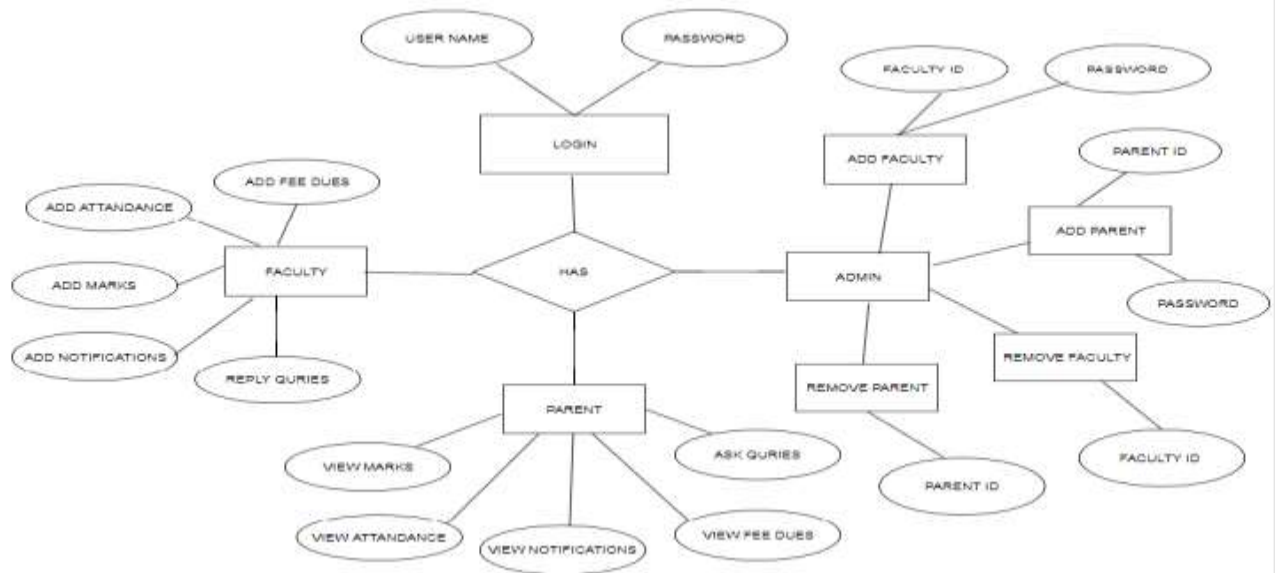 USER NAME
PASSWORD
FACULTY ID
PASSWORD
LOGIN
ADD FACULTY
PARENT ID
ADD FEE DUES
ADD ATTANDANCE
ADD PARENT
FACULTY
HAS
ADMIN
ADD MARKS
PASSWORD
ADD NOTIFICATIONS
REMOVE FACULTY
REPLY QURIES
REMOVE PARENT
PARENT
ASK QURIES
VIEW MARKS
FACULTY ID
PARENT ID
VIEW ATTANDANCE
VIEW FEE DUES
VIEW NOTIFICATIONS